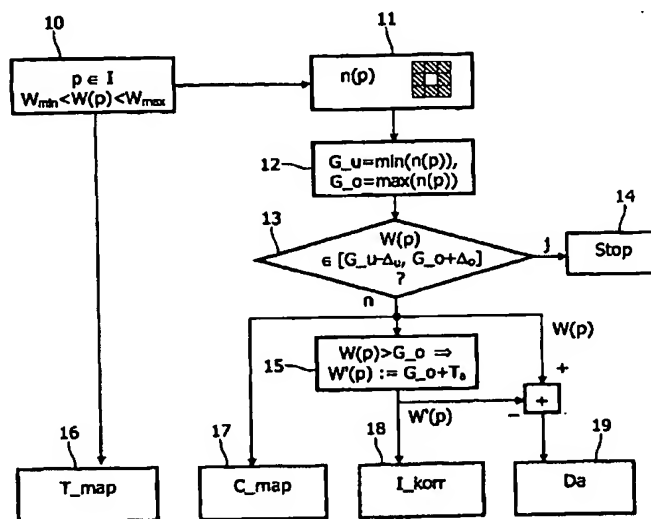 10
p ∈ I
W_min<W(p)<W_max
11
n(p)
12
G_u=min(n(p)),
G_o=max(n(p))
13
W(p)
∈ [G_u-Δ_u, G_o+Δ_o]
?
j
n
14
Stop
W(p)
15
W(p)>G_o ⇒
W'(p) := G_o+T_o
+
+
−
W'(p)
16
T_map
17
C_map
18
I_korr
19
Da